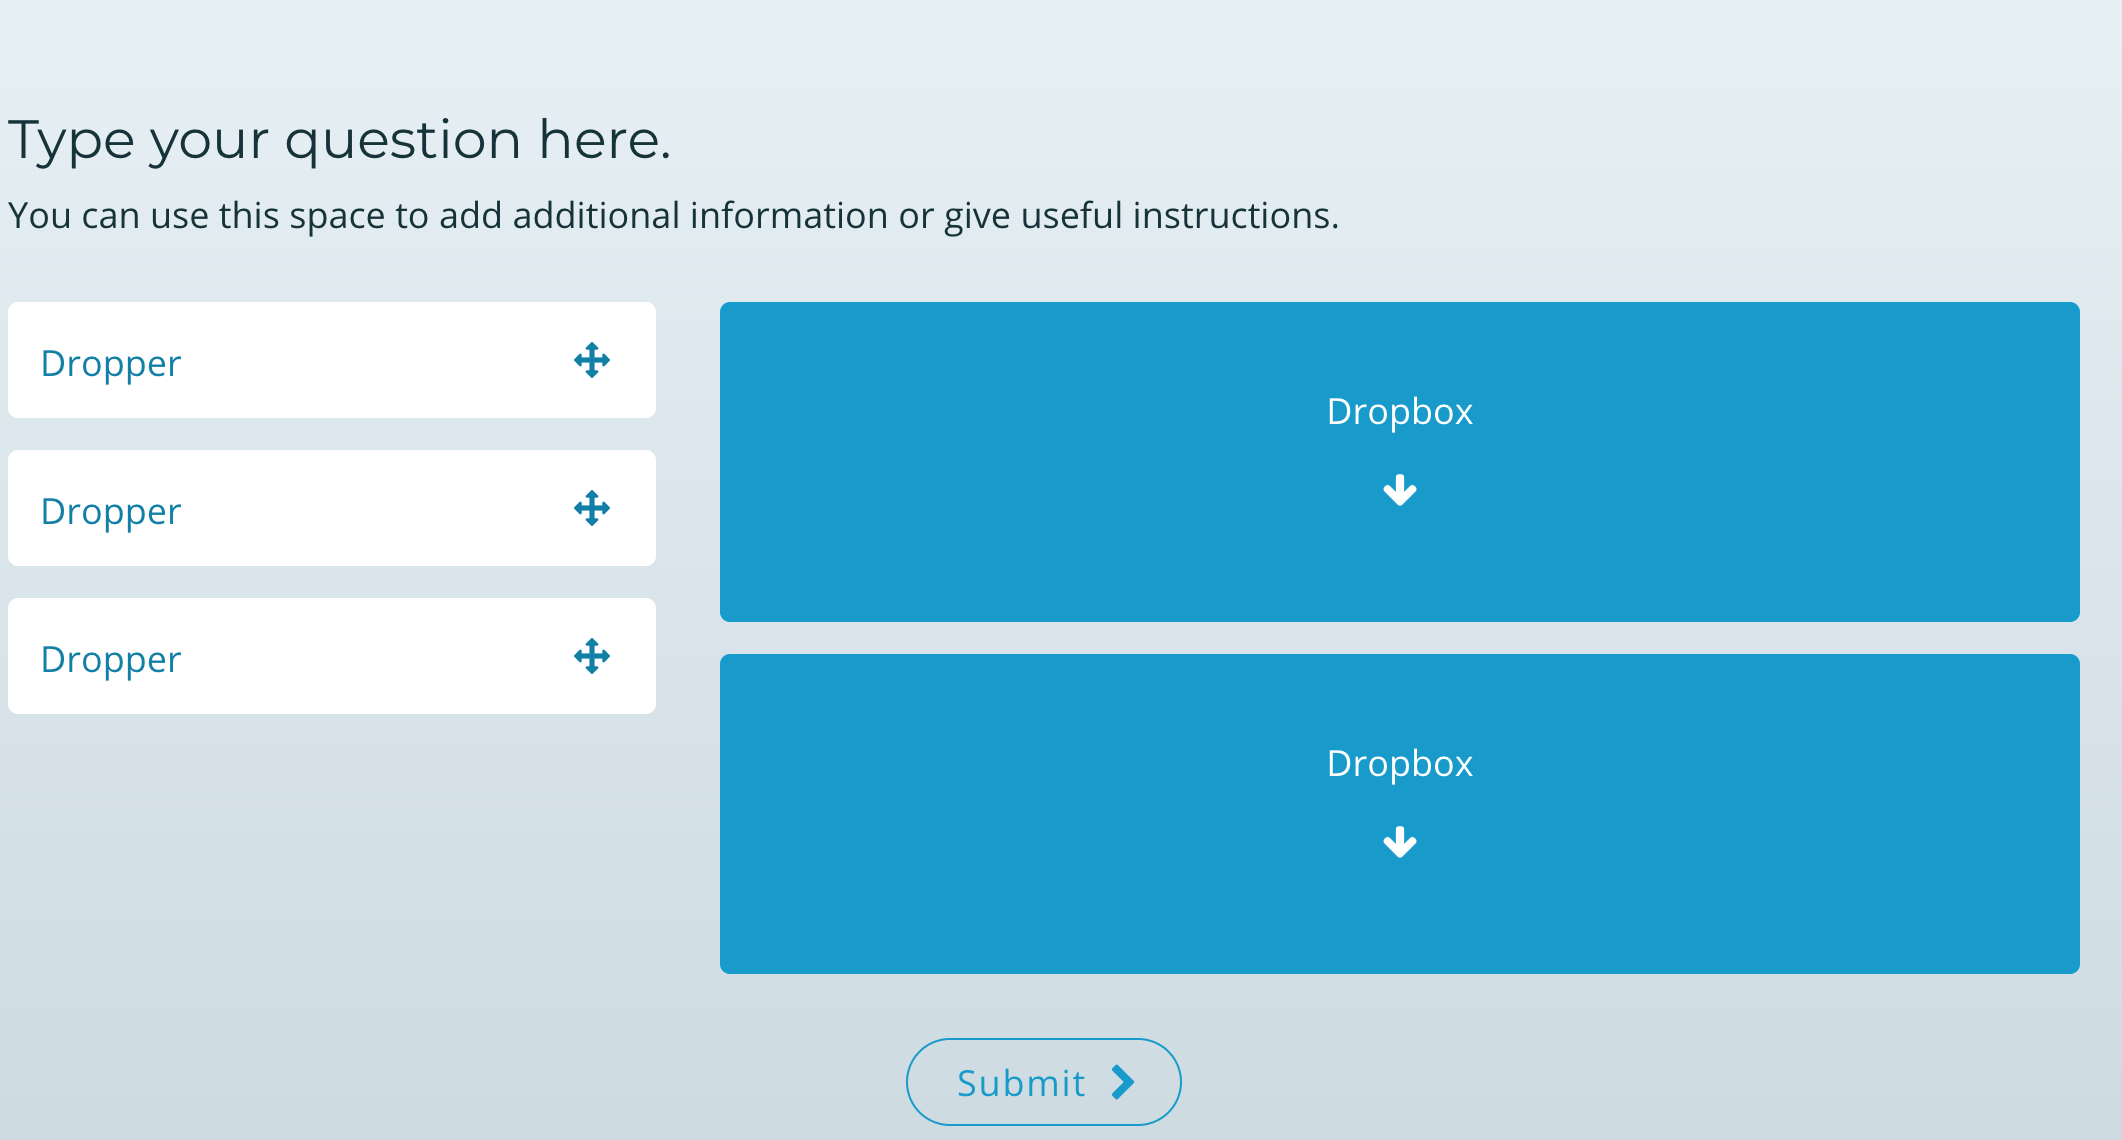 Type your question here.
You can use this space to add additional information or give useful instructions.
Dropper
Dropper
Dropper
Dropbox
Dropbox
Submit